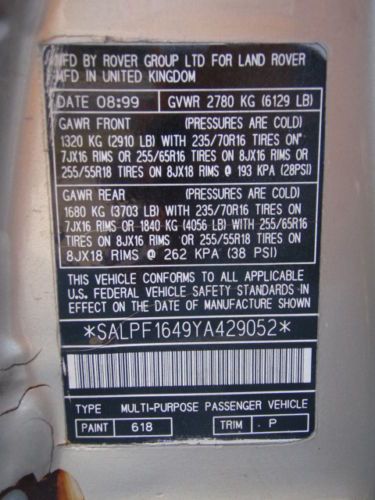 MFD BY ROVER GROUP LTD FOR LAND ROVER
MFD IN UNITED KINGDOM
DATE 08:99 GVWR 2780 KG (6129 LB)
GAWR FRONT (PRESSURES ARE COLD)
1320 KG (2910 LB) WITH 235/70R16 TIRES ON
7JX16 RIMS OR 255/65R16 TIRES ON 8JX16 RIMS OR
255/55R18 TIRES ON 8JX18 RIMS @ 193 KPA (28PSI)
GAWR REAR (PRESSURES ARE COLD)
1680 KG (3703 LB) WITH 235/70R16 TIRES ON
7JX16 RIMS OR 1840 KG (4056 LB) WITH 255/65R16
TIRES ON 8JX16 RIMS OR 255/55R18 TIRES ON
8JX18 RIMS @ 262 KPA (38 PSI)
THIS VEHICLE CONFORMS TO ALL APPLICABLE
U.S. FEDERAL VEHICLE SAFETY STANDARDS IN
EFFECT ON THE DATE OF MANUFACTURE SHOWN
*SALPF1649YA429052*
TYPE MULTI-PURPOSE PASSENGER VEHICLE
PAINT 618 TRIM P